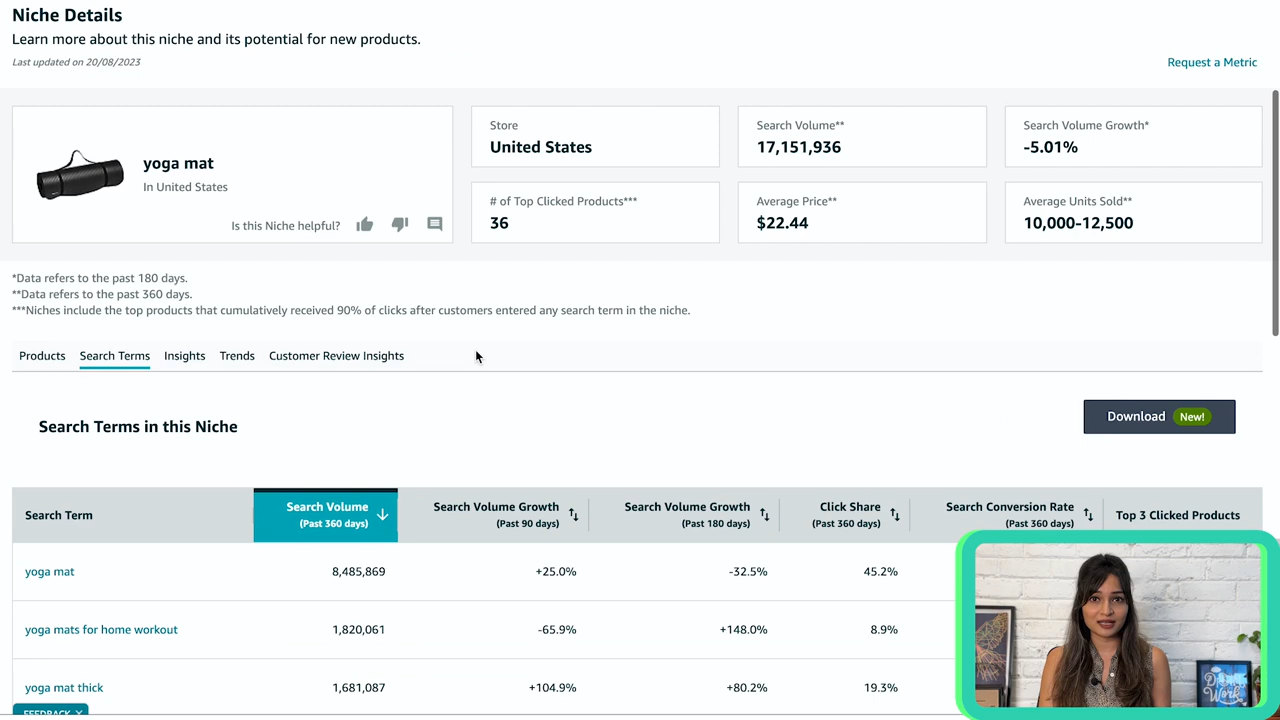 Niche Details
Learn more about this niche and its potential for new products.
Last updated on 20/08/2023
Request a Metric
yoga mat
In United States
Is this Niche helpful?
Store
United States
Search Volume**
17,151,936
Search Volume Growth*
-5.01%
# of Top Clicked Products***
36
Average Price**
$22.44
Average Units Sold**
10,000-12,500
*Data refers to the past 180 days.
**Data refers to the past 360 days.
***Niches include the top products that cumulatively received 90% of clicks after customers entered any search term in the niche.
Products Search Terms Insights Trends Customer Review Insights
Search Terms in this Niche
Download New!
Search Term
Search Volume
(Past 360 days)
Search Volume Growth
(Past 90 days)
Search Volume Growth
(Past 180 days)
Click Share
(Past 360 days)
Search Conversion Rate
(Past 360 days)
Top 3 Clicked Products
yoga mat 8,485,869 +25.0% -32.5% 45.2%
yoga mats for home workout 1,820,061 -65.9% +148.0% 8.9%
yoga mat thick 1,681,087 +104.9% +80.2% 19.3%
FEEDBACK